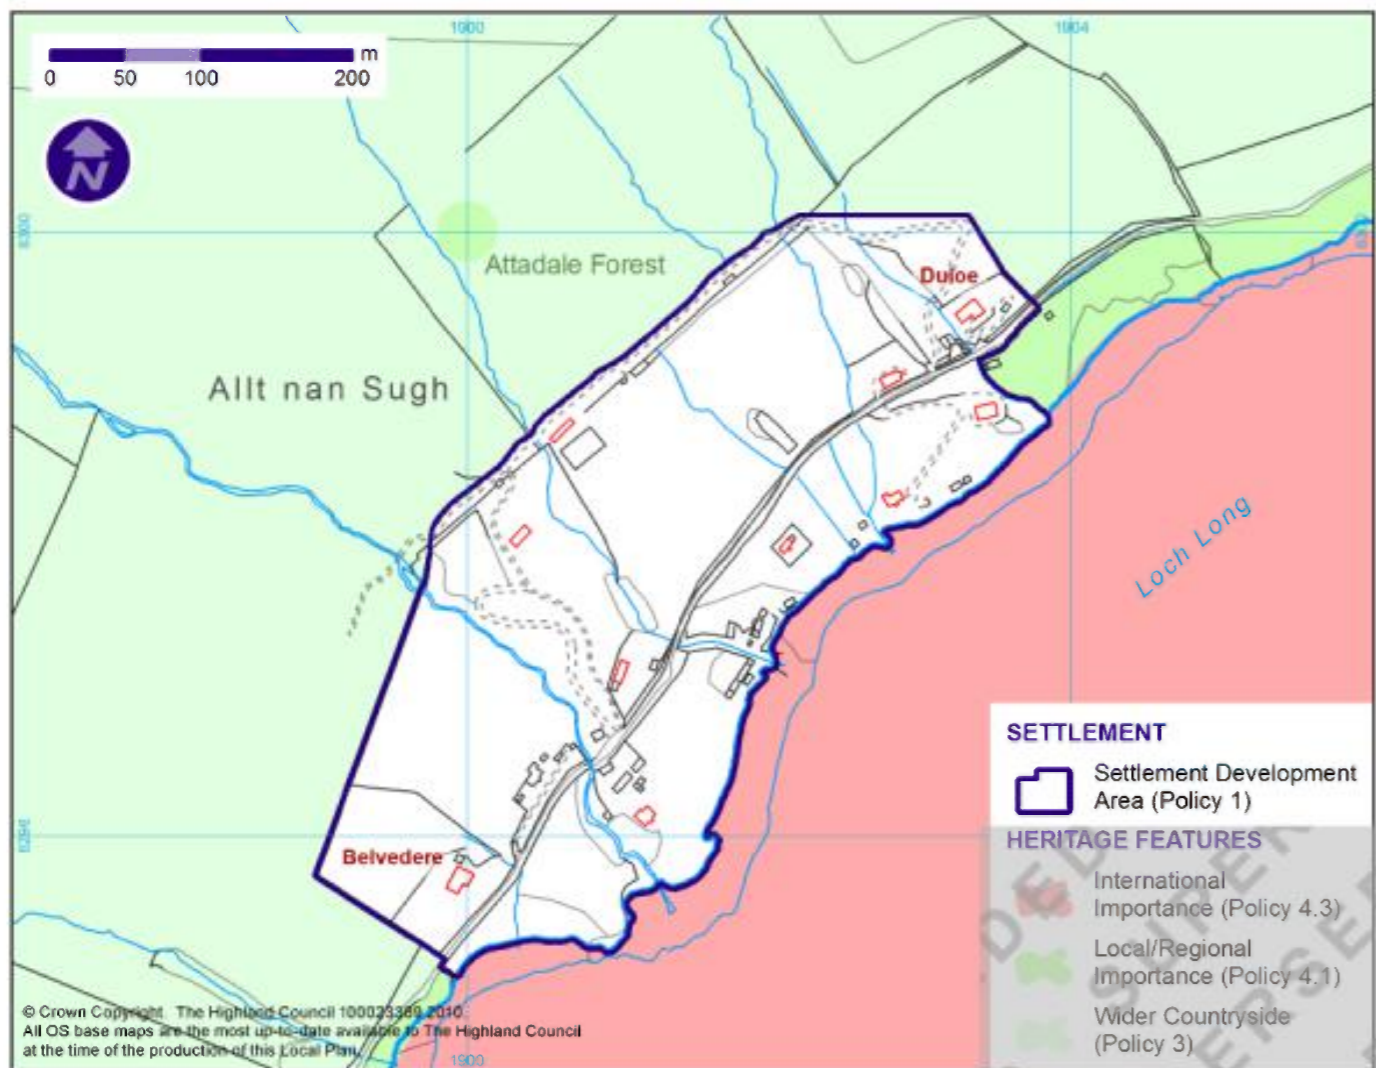 1900
1904
m
0 50 100 200
N
Attadale Forest
Duloe
Allt nan Sugh
Loch Long
Belvedere
SETTLEMENT
Settlement Development
Area (Policy 1)
HERITAGE FEATURES
International
Importance (Policy 4.3)
Local/Regional
Importance (Policy 4.1)
Wider Countryside
(Policy 3)
© Crown Copyright. The Highland Council 100023369 2010.
All OS base maps are the most up-to-date available to The Highland Council
at the time of the production of this Local Plan.
1900